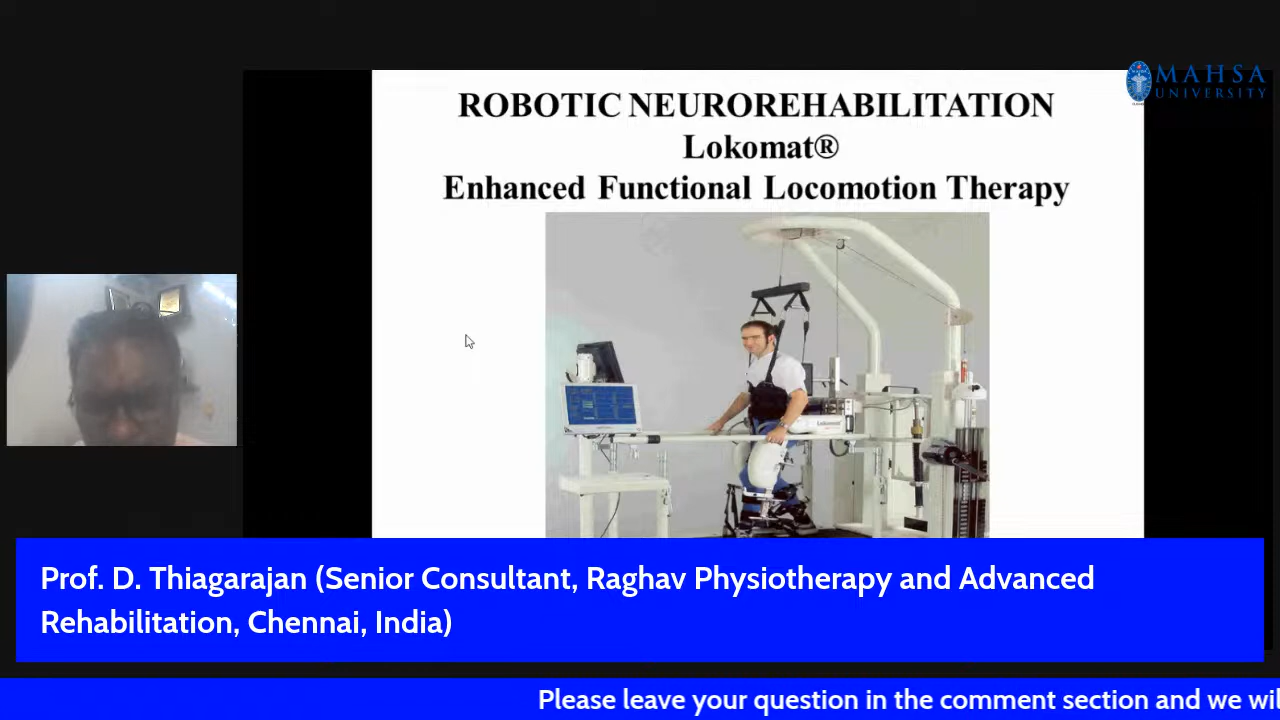 MAHSA
UNIVERSITY
ROBOTIC NEUROREHABILITATION
Lokomat®
Enhanced Functional Locomotion Therapy
Lokomat
Prof. D. Thiagarajan (Senior Consultant, Raghav Physiotherapy and Advanced
Rehabilitation, Chennai, India)
Please leave your question in the comment section and we wil